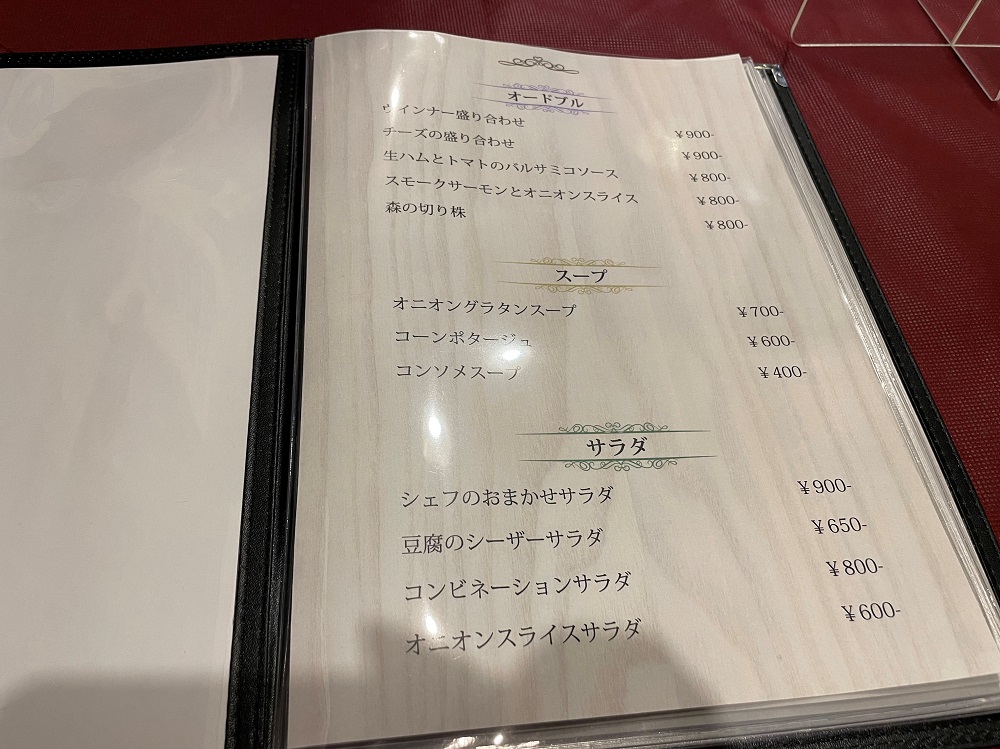 オードブル
ウインナー盛り合わせ ￥900-
チーズの盛り合わせ ￥900-
生ハムとトマトのバルサミコソース ￥800-
スモークサーモンとオニオンスライス ￥800-
森の切り株 ￥800-
スープ
オニオングラタンスープ ￥700-
コーンポタージュ ￥600-
コンソメスープ ￥400-
サラダ
シェフのおまかせサラダ ￥900-
豆腐のシーザーサラダ ￥650-
コンビネーションサラダ ￥800-
オニオンスライスサラダ ￥600-